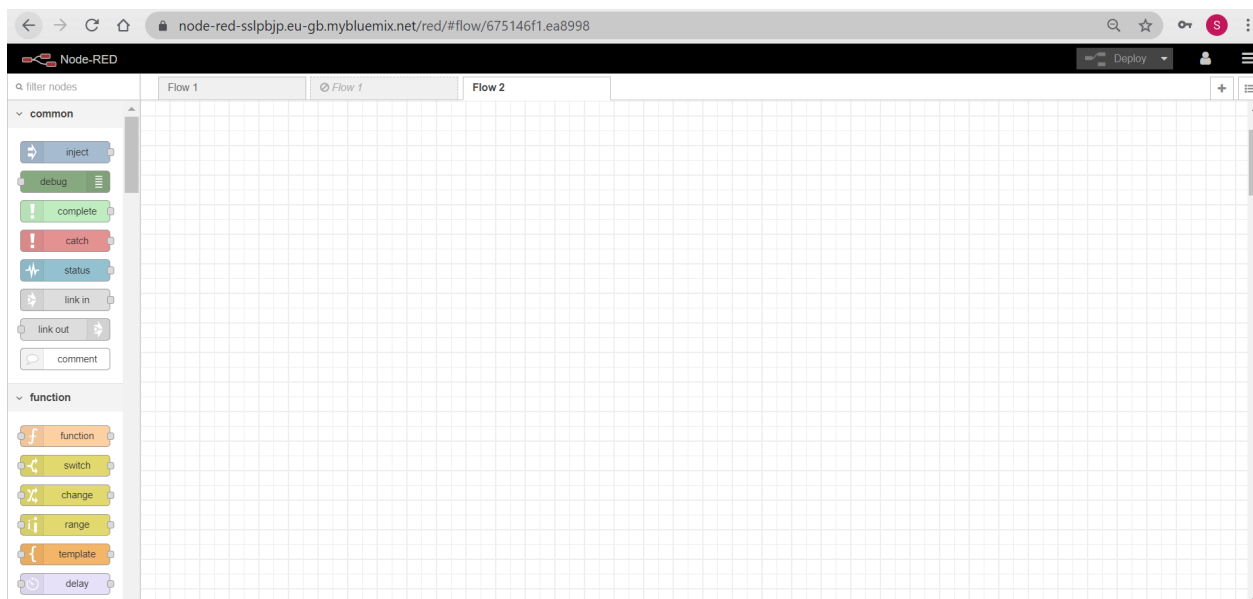 node-red-sslpbjp.eu-gb.mybluemix.net/red/#flow/675146f1.ea8998
S
Node-RED
Deploy
filter nodes
Flow 1
Flow 1
Flow 2
common
inject
debug
complete
catch
status
link in
link out
comment
function
function
switch
change
range
template
delay